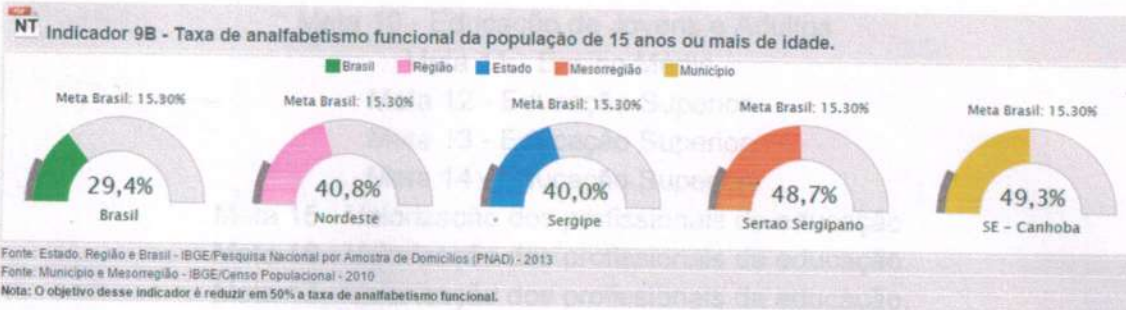 NT Indicador 9B - Taxa de analfabetismo funcional da população de 15 anos ou mais de idade.
Brasil Região Estado Mesorregião Município
Meta Brasil: 15.30% Meta Brasil: 15.30% Meta Brasil: 15.30% Meta Brasil: 15.30% Meta Brasil: 15.30%
29,4% 40,8% 40,0% 48,7% 49,3%
Brasil Nordeste Sergipe Sertao Sergipano SE - Canhoba
Fonte: Estado, Região e Brasil - IBGE/Pesquisa Nacional por Amostra de Domicílios (PNAD) - 2013
Fonte: Município e Mesorregião - IBGE/Censo Populacional - 2010
Nota: O objetivo desse indicador é reduzir em 50% a taxa de analfabetismo funcional.